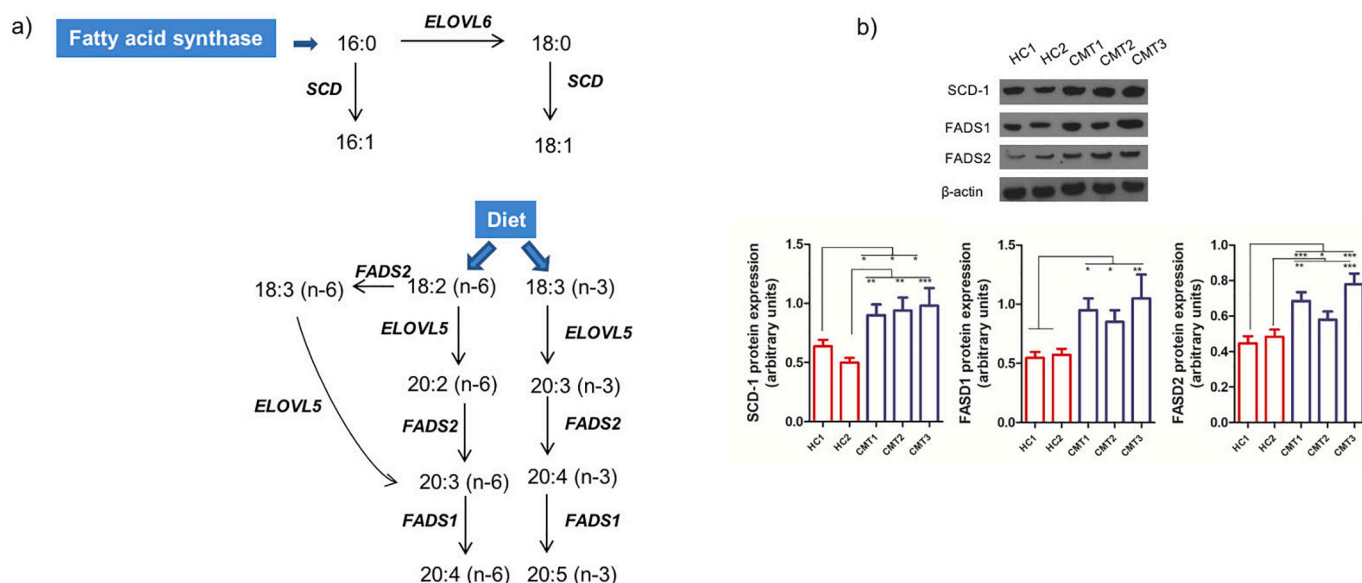 a)
Fatty acid synthase
16:0
ELOVL6
18:0
SCD
SCD
16:1
18:1
Diet
18:3 (n-6)
FADS2
18:2 (n-6)
18:3 (n-3)
ELOVL5
ELOVL5
20:2 (n-6)
20:3 (n-3)
ELOVL5
FADS2
FADS2
20:3 (n-6)
20:4 (n-3)
FADS1
FADS1
20:4 (n-6)
20:5 (n-3)
b)
HC1 HC2 CMT1 CMT2 CMT3
SCD-1
FADS1
FADS2
β-actin
SCD-1 protein expression
(arbitrary units)
1.5
1.0
0.5
0.0
* * *
** ** ***
HC1 HC2 CMT1 CMT2 CMT3
FASD1 protein expression
(arbitrary units)
1.5
1.0
0.5
0.0
* * **
HC1 HC2 CMT1 CMT2 CMT3
FASD2 protein expression
(arbitrary units)
1.0
0.8
0.6
0.4
0.2
0.0
*** * ***
** ***
HC1 HC2 CMT1 CMT2 CMT3